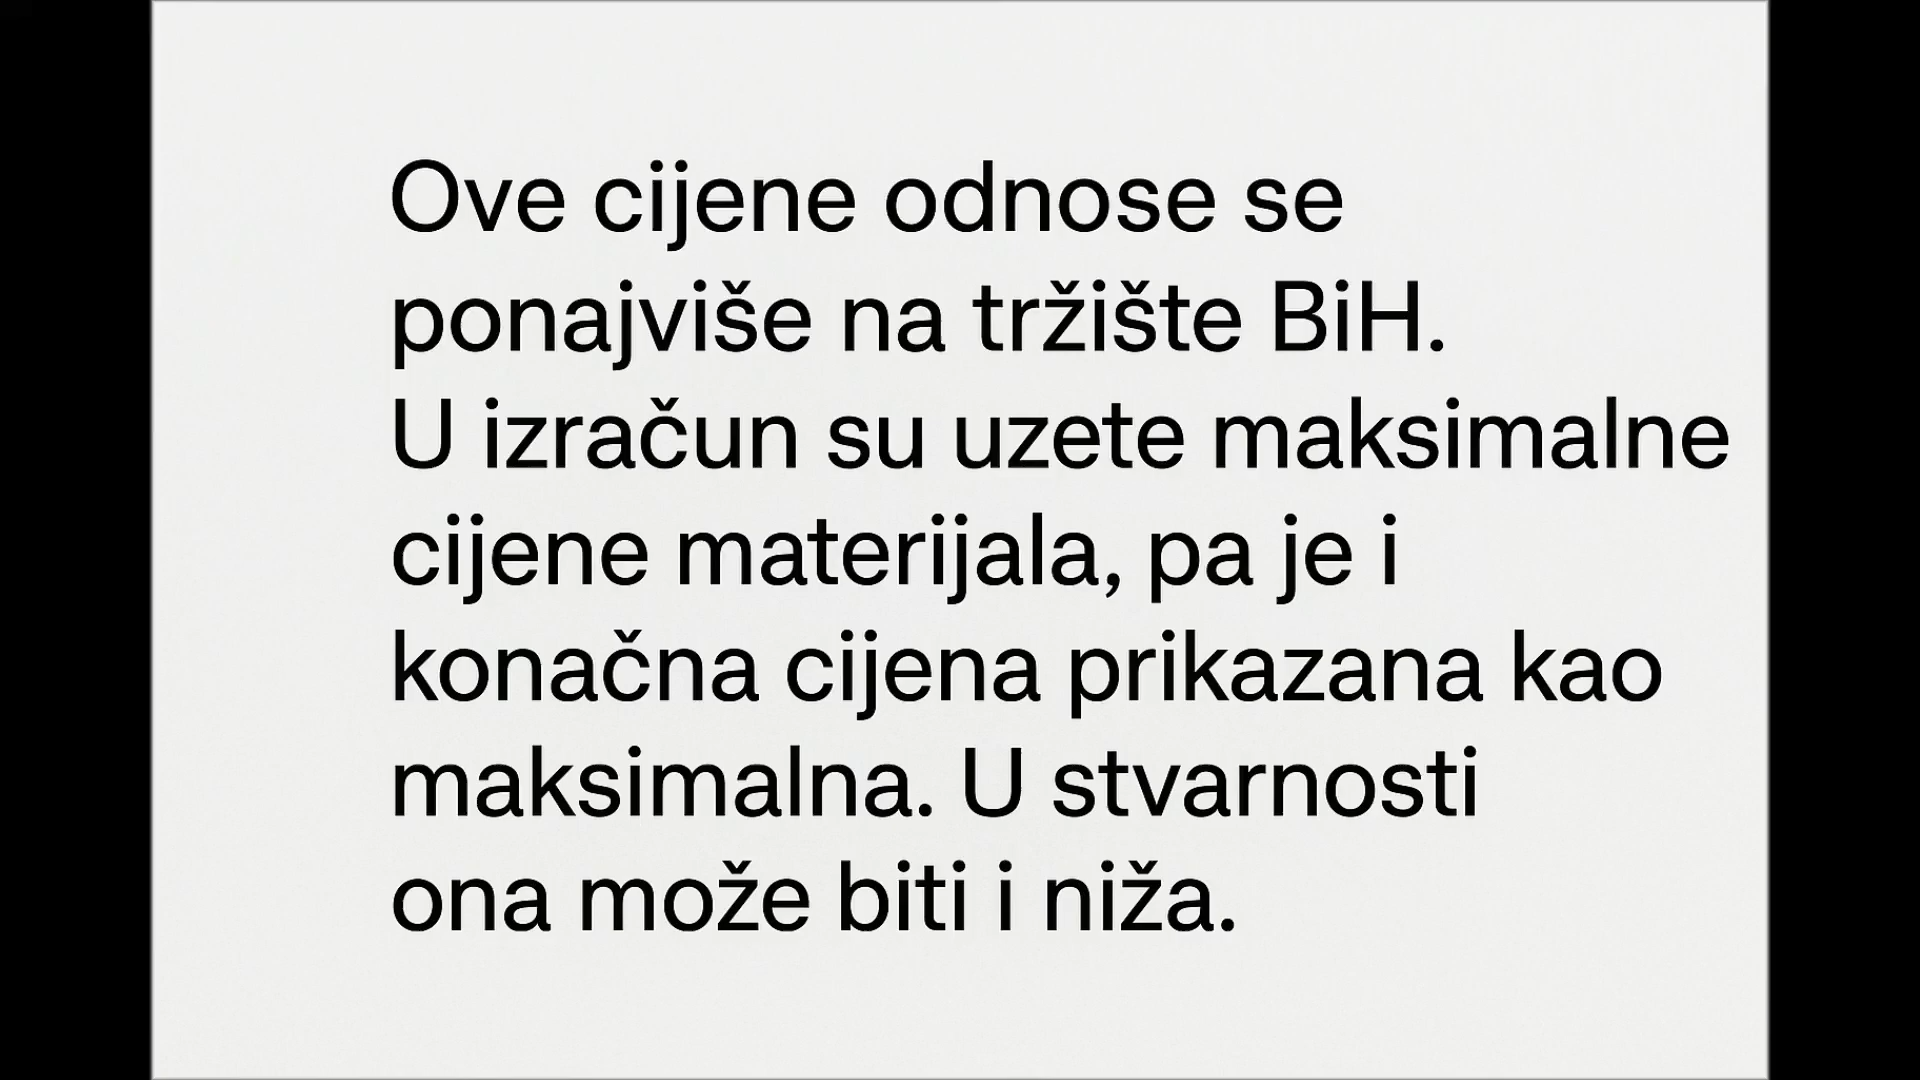 Ove cijene odnose se
ponajviše na tržište BiH.
U izračun su uzete maksimalne
cijene materijala, pa je i
konačna cijena prikazana kao
maksimalna. U stvarnosti
ona može biti i niža.